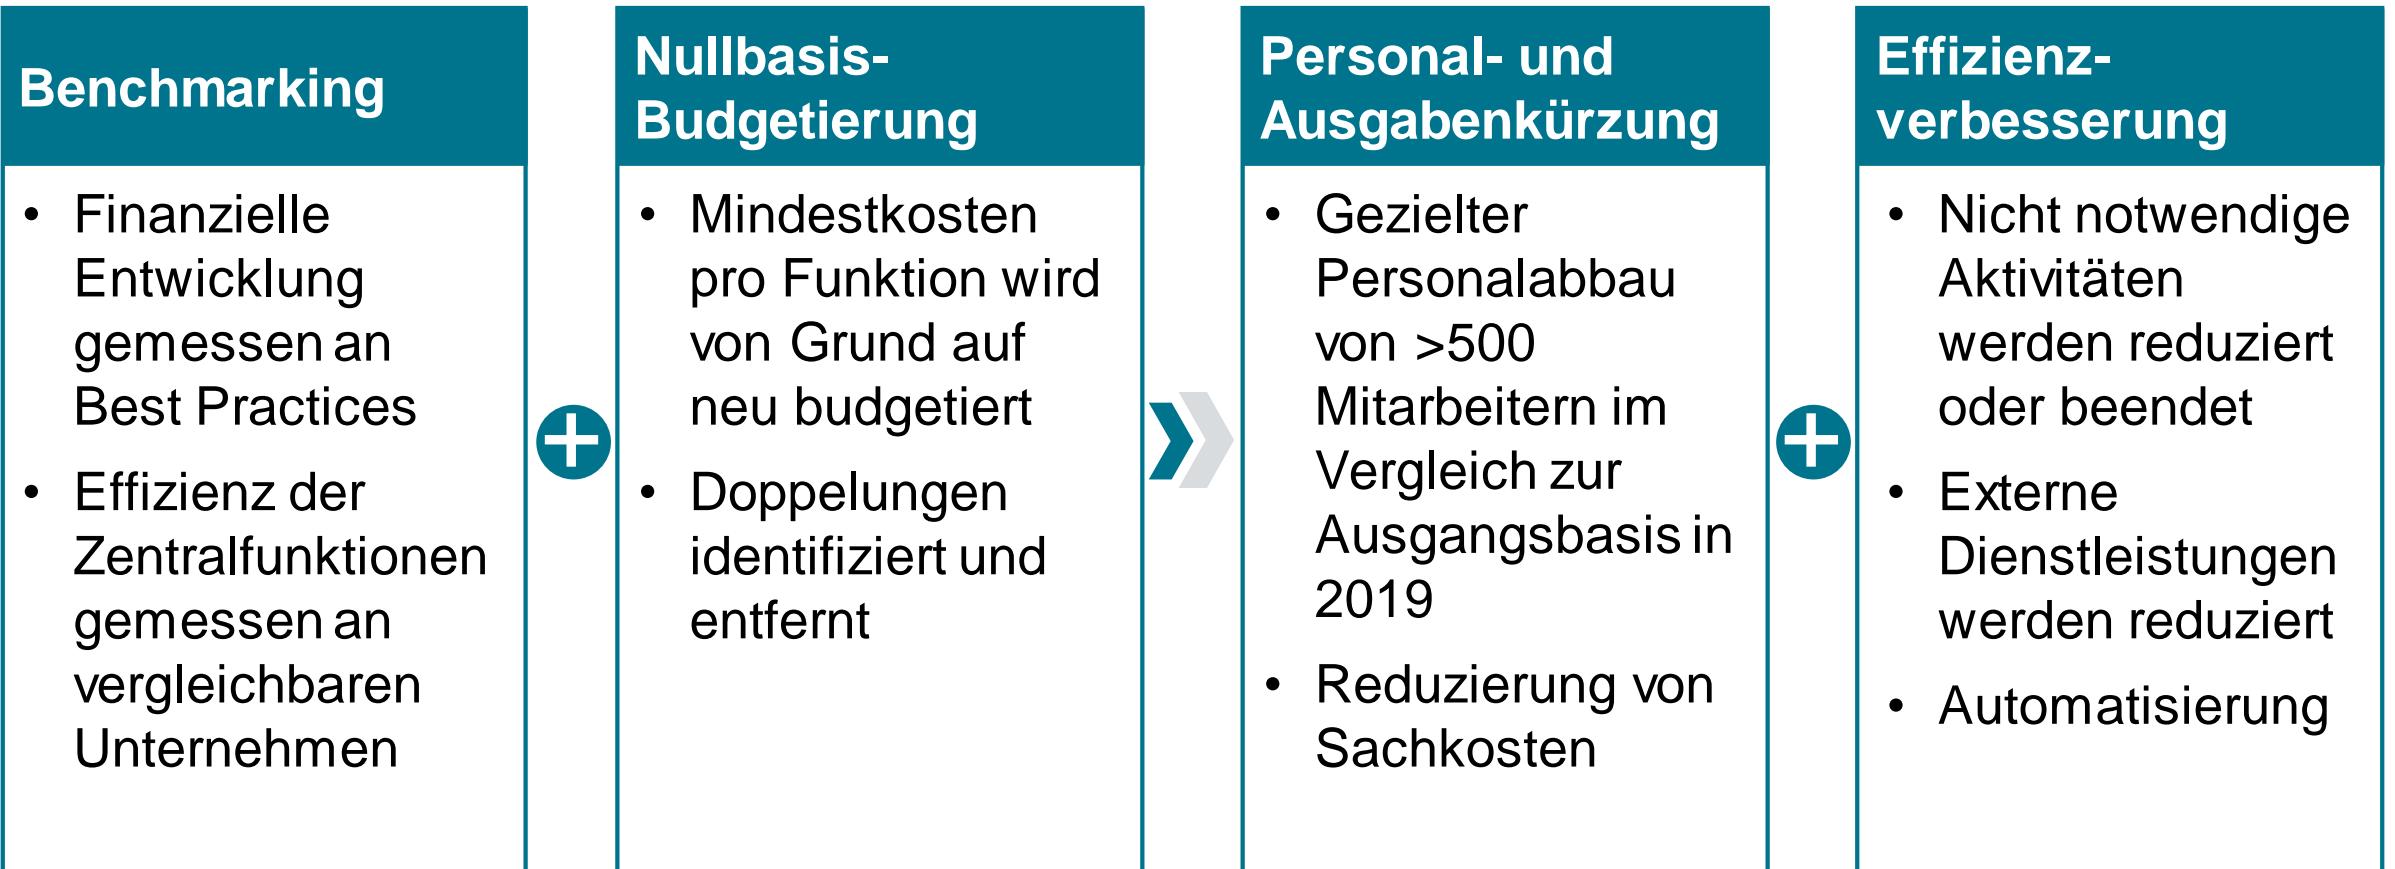 Benchmarking
• Finanzielle
Entwicklung
gemessen an
Best Practices
• Effizienz der
Zentralfunktionen
gemessen an
vergleichbaren
Unternehmen
Nullbasis-
Budgetierung
• Mindestkosten
pro Funktion wird
von Grund auf
neu budgetiert
• Doppelungen
identifiziert und
entfernt
Personal- und
Ausgabenkürzung
• Gezielter
Personalabbau
von >500
Mitarbeitern im
Vergleich zur
Ausgangsbasis in
2019
• Reduzierung von
Sachkosten
Effizienz-
verbesserung
• Nicht notwendige
Aktivitäten
werden reduziert
oder beendet
• Externe
Dienstleistungen
werden reduziert
• Automatisierung